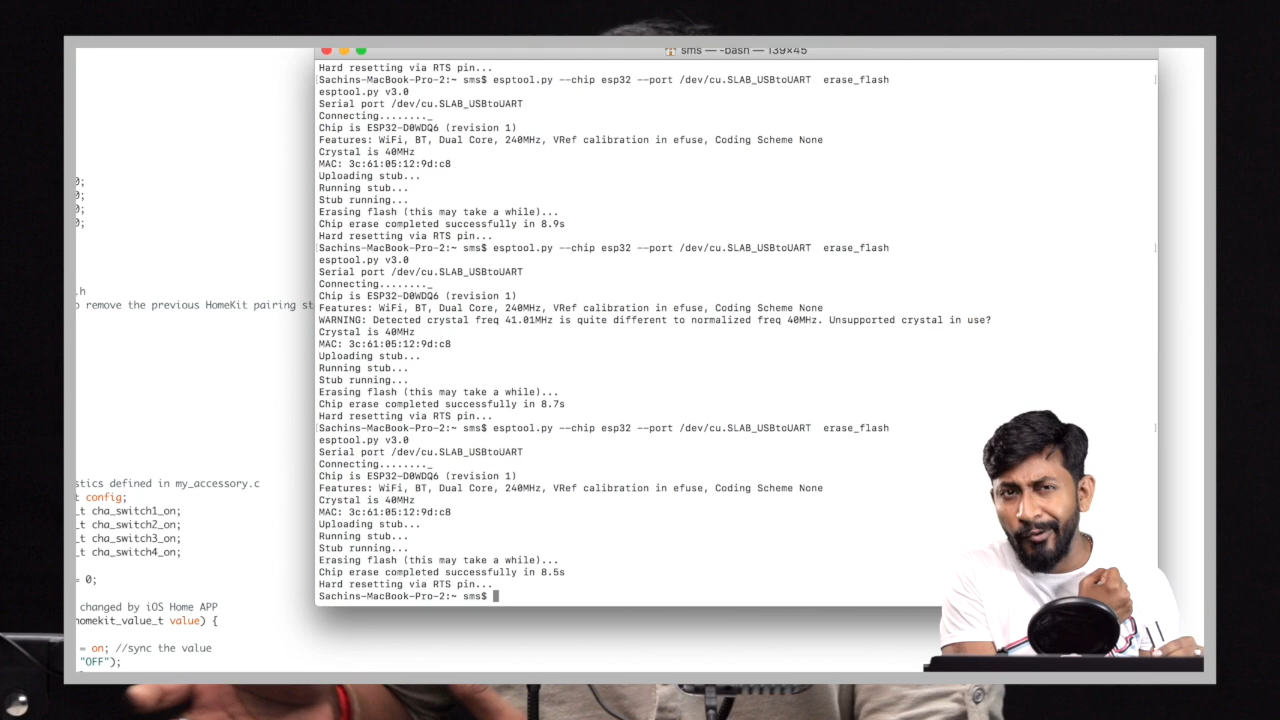 sms — -bash — 139×45
Hard resetting via RTS pin...
Sachins-MacBook-Pro-2:~ sms$ esptool.py --chip esp32 --port /dev/cu.SLAB_USBtoUART  erase_flash
esptool.py v3.0
Serial port /dev/cu.SLAB_USBtoUART
Connecting........_
Chip is ESP32-D0WDQ6 (revision 1)
Features: WiFi, BT, Dual Core, 240MHz, VRef calibration in efuse, Coding Scheme None
Crystal is 40MHz
MAC: 3c:61:05:12:9d:c8
Uploading stub...
Running stub...
Stub running...
Erasing flash (this may take a while)...
Chip erase completed successfully in 8.9s
Hard resetting via RTS pin...
Sachins-MacBook-Pro-2:~ sms$ esptool.py --chip esp32 --port /dev/cu.SLAB_USBtoUART  erase_flash
esptool.py v3.0
Serial port /dev/cu.SLAB_USBtoUART
Connecting........_
Chip is ESP32-D0WDQ6 (revision 1)
Features: WiFi, BT, Dual Core, 240MHz, VRef calibration in efuse, Coding Scheme None
WARNING: Detected crystal freq 41.01MHz is quite different to normalized freq 40MHz. Unsupported crystal in use?
Crystal is 40MHz
MAC: 3c:61:05:12:9d:c8
Uploading stub...
Running stub...
Stub running...
Erasing flash (this may take a while)...
Chip erase completed successfully in 8.7s
Hard resetting via RTS pin...
Sachins-MacBook-Pro-2:~ sms$ esptool.py --chip esp32 --port /dev/cu.SLAB_USBtoUART  erase_flash
esptool.py v3.0
Serial port /dev/cu.SLAB_USBtoUART
Connecting........_
Chip is ESP32-D0WDQ6 (revision 1)
Features: WiFi, BT, Dual Core, 240MHz, VRef calibration in efuse, Coding Scheme None
Crystal is 40MHz
MAC: 3c:61:05:12:9d:c8
Uploading stub...
Running stub...
Stub running...
Erasing flash (this may take a while)...
Chip erase completed successfully in 8.5s
Hard resetting via RTS pin...
Sachins-MacBook-Pro-2:~ sms$
0;
0;
0;
0;
.h
remove the previous HomeKit pairing st
stics defined in my_accessory.c
t config;
_t cha_switch1_on;
_t cha_switch2_on;
_t cha_switch3_on;
_t cha_switch4_on;
= 0;
changed by iOS Home APP
homekit_value_t value) {
= on; //sync the value
"OFF");